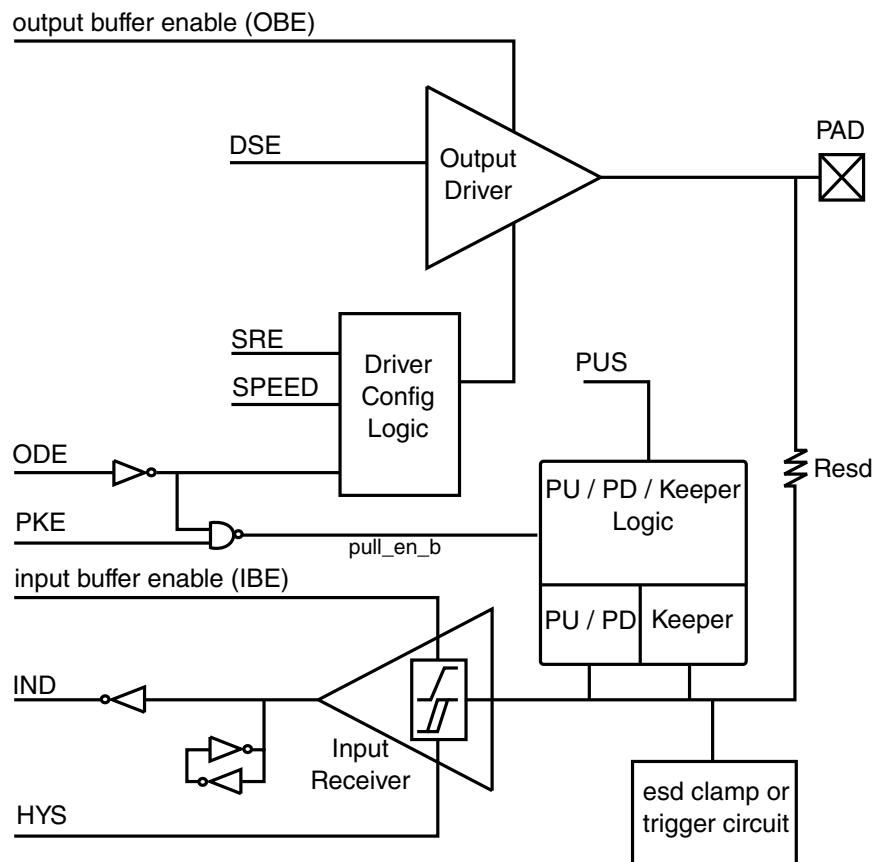 output buffer enable (OBE)
PAD
DSE
Output
Driver
SRE
SPEED
Driver
Config
Logic
PUS
ODE
PKE
pull_en_b
PU / PD / Keeper
Logic
Resd
input buffer enable (IBE)
PU / PD
Keeper
IND
Input
Receiver
HYS
esd clamp or
trigger circuit